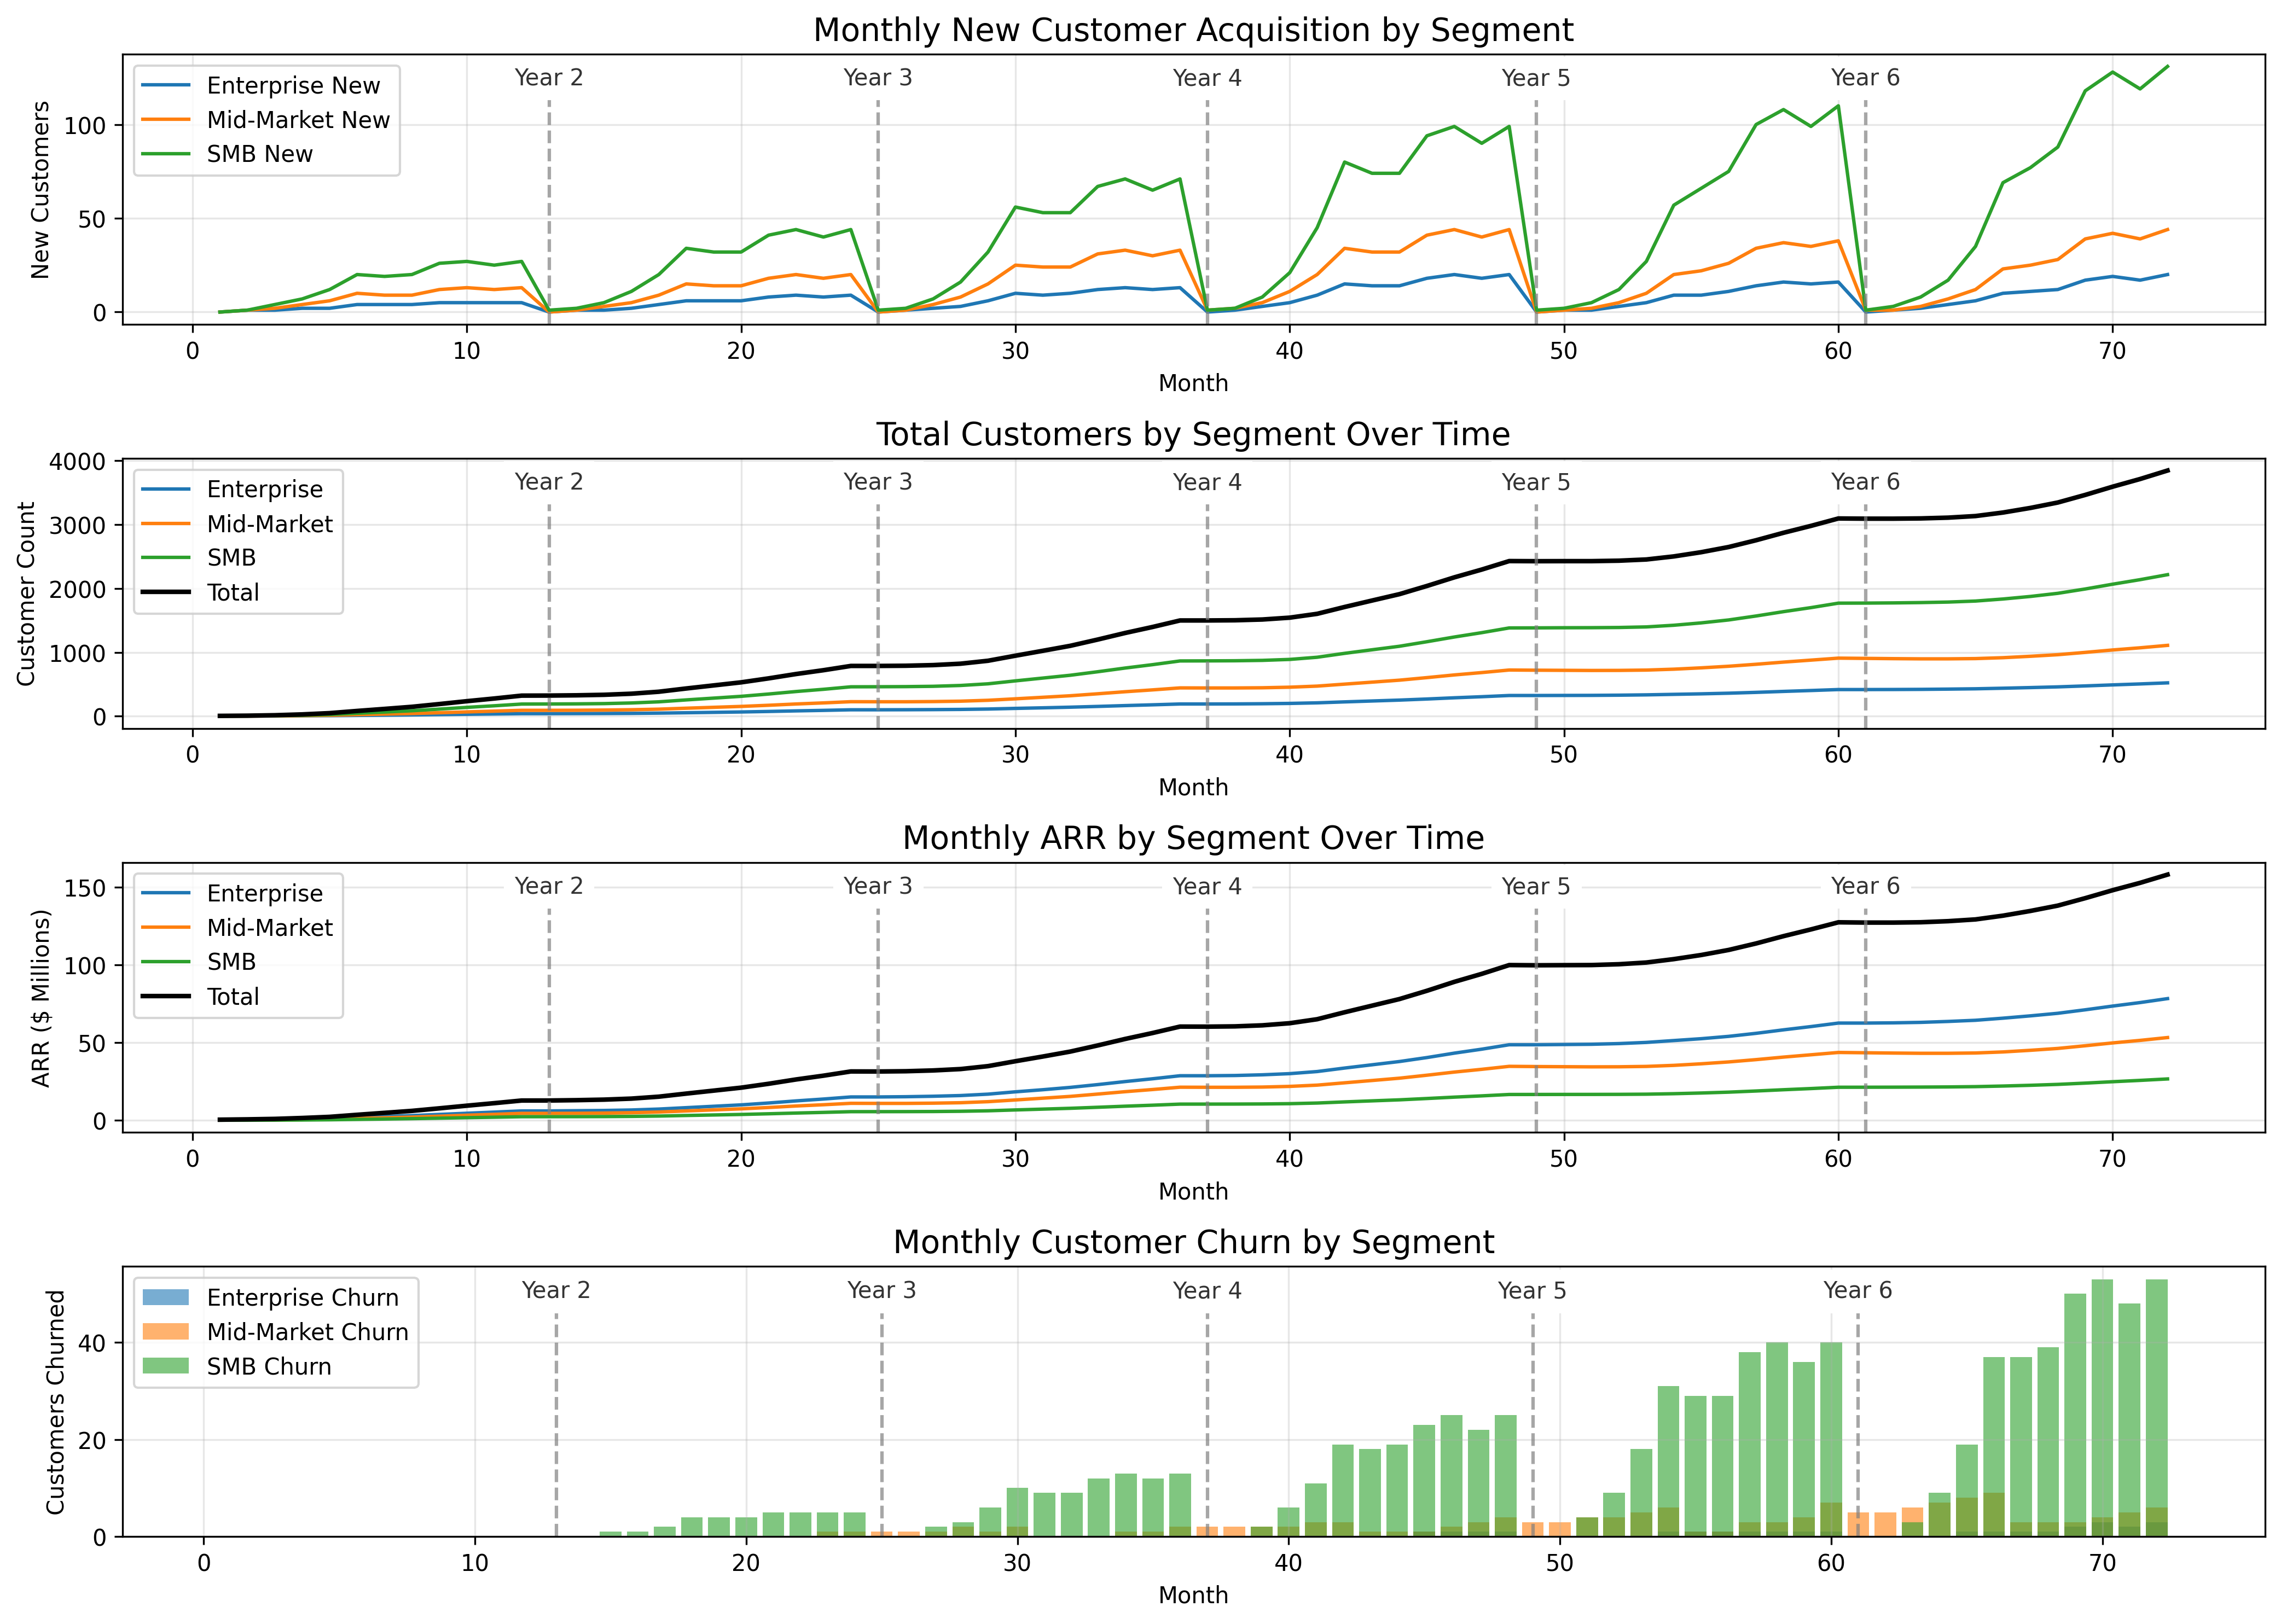 Monthly New Customer Acquisition by Segment
New Customers
100
50
0
Enterprise New
Mid-Market New
SMB New
Year 2
Year 3
Year 4
Year 5
Year 6
0 10 20 30 40 50 60 70
Month
Total Customers by Segment Over Time
Customer Count
4000
3000
2000
1000
0
Enterprise
Mid-Market
SMB
Total
Year 2
Year 3
Year 4
Year 5
Year 6
0 10 20 30 40 50 60 70
Month
Monthly ARR by Segment Over Time
ARR ($ Millions)
150
100
50
0
Enterprise
Mid-Market
SMB
Total
Year 2
Year 3
Year 4
Year 5
Year 6
0 10 20 30 40 50 60 70
Month
Monthly Customer Churn by Segment
Customers Churned
40
20
0
Enterprise Churn
Mid-Market Churn
SMB Churn
Year 2
Year 3
Year 4
Year 5
Year 6
0 10 20 30 40 50 60 70
Month